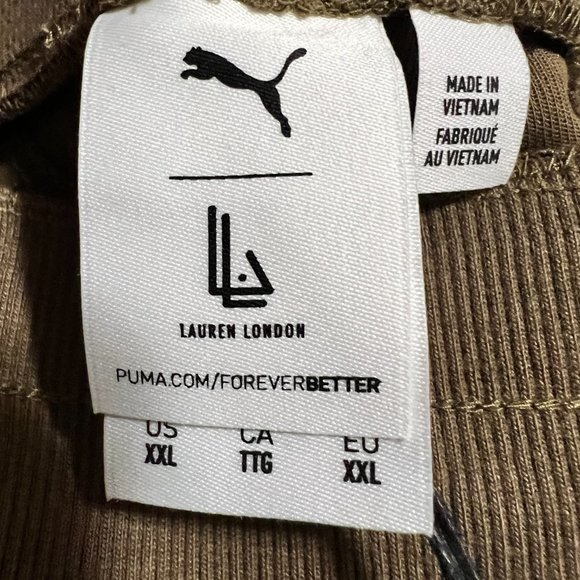 MADE IN
VIETNAM
FABRIQUÉ
AU VIETNAM
LAUREN LONDON
PUMA.COM/FOREVERBETTER
US CA EU
XXL TTG XXL